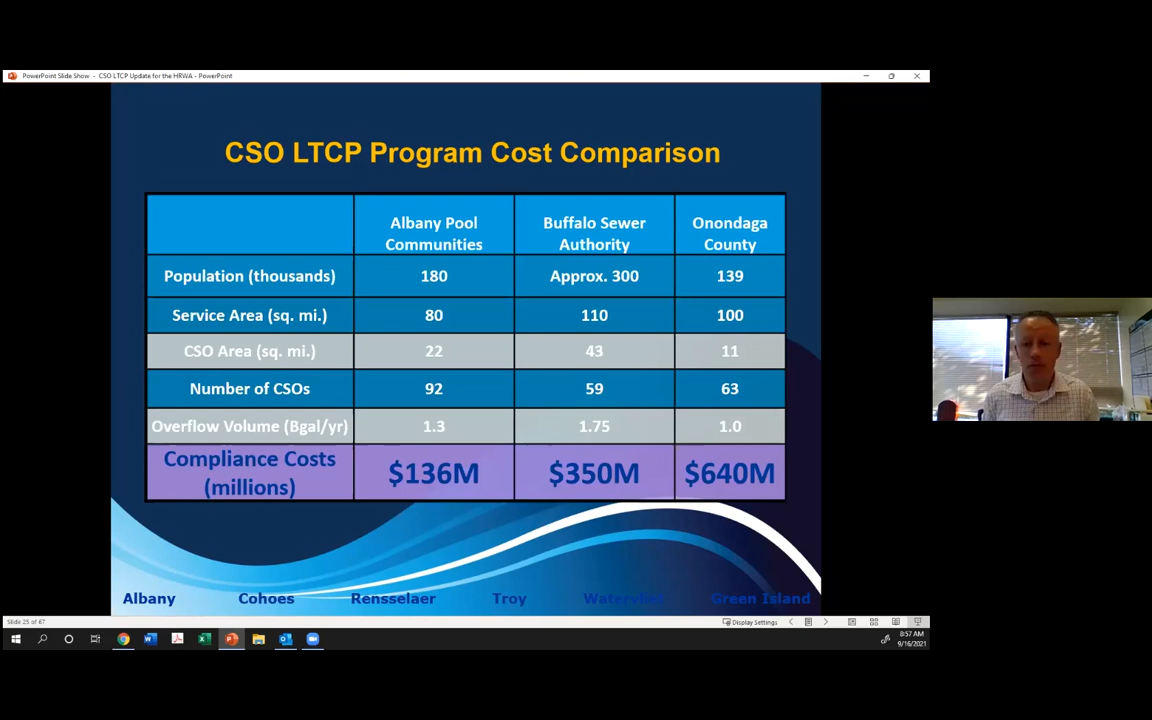 PowerPoint Slide Show - CSO LTCP Update for the HRWA - PowerPoint
CSO LTCP Program Cost Comparison
Albany Pool Communities
Buffalo Sewer Authority
Onondaga County
Population (thousands) 180 Approx. 300 139
Service Area (sq. mi.) 80 110 100
CSO Area (sq. mi.) 22 43 11
Number of CSOs 92 59 63
Overflow Volume (Bgal/yr) 1.3 1.75 1.0
Compliance Costs (millions) $136M $350M $640M
Albany Cohoes Rensselaer Troy Watervliet Green Island
Slide 25 of 67
Display Settings
8:57 AM
9/16/2021